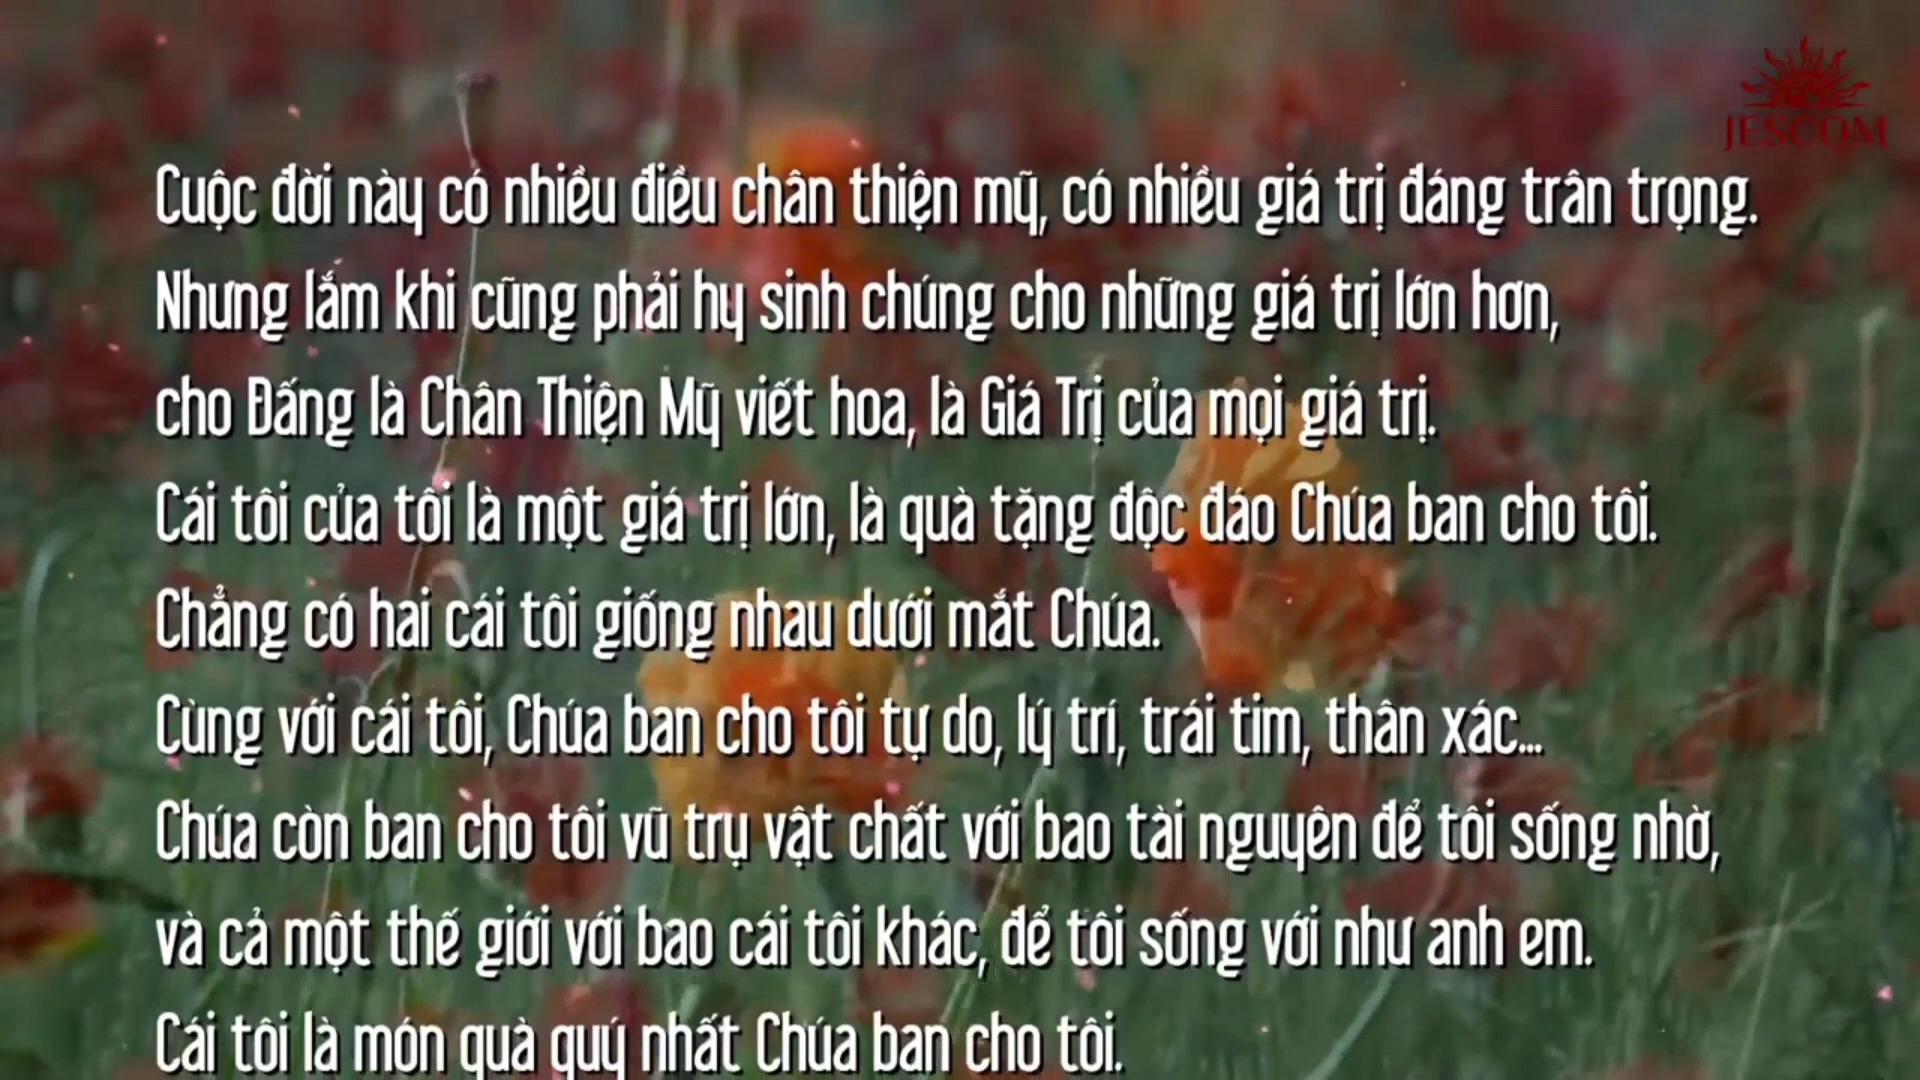 JESCOM
Cuộc đời này có nhiều điều chân thiện mỹ, có nhiều giá trị đáng trân trọng.
Nhưng lắm khi cũng phải hy sinh chúng cho những giá trị lớn hơn,
cho Đấng là Chân Thiện Mỹ viết hoa, là Giá Trị của mọi giá trị.
Cái tôi của tôi là một giá trị lớn, là quà tặng độc đáo Chúa ban cho tôi.
Chẳng có hai cái tôi giống nhau dưới mắt Chúa.
Cùng với cái tôi, Chúa ban cho tôi tự do, lý trí, trái tim, thân xác...
Chúa còn ban cho tôi vũ trụ vật chất với bao tài nguyên để tôi sống nhờ,
và cả một thế giới với bao cái tôi khác, để tôi sống với như anh em.
Cái tôi là món quà quý nhất Chúa ban cho tôi.